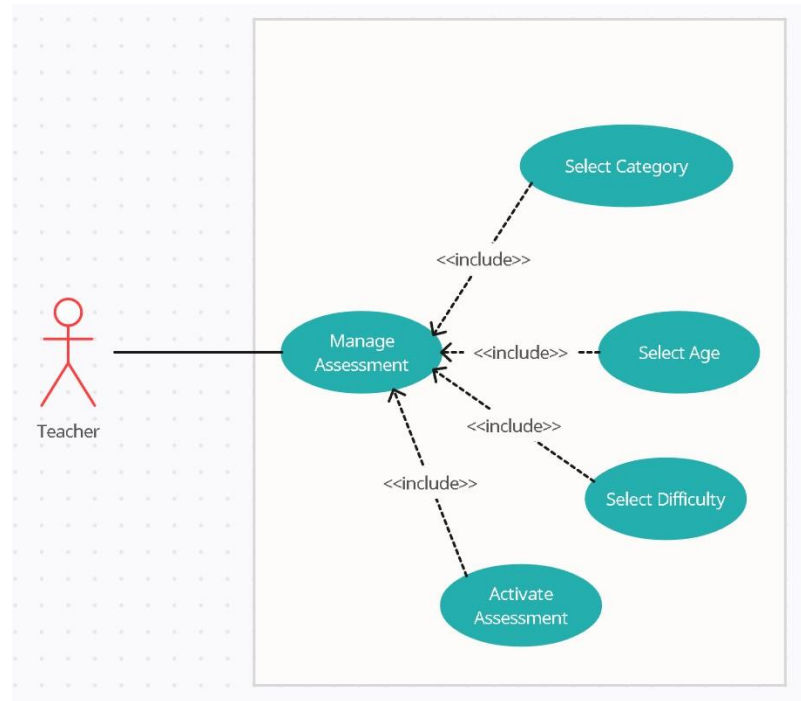 Select Category
<<include>>
Manage
Assessment
<<include>>
Select Age
Teacher
<<include>>
<<include>>
Select Difficulty
Activate
Assessment